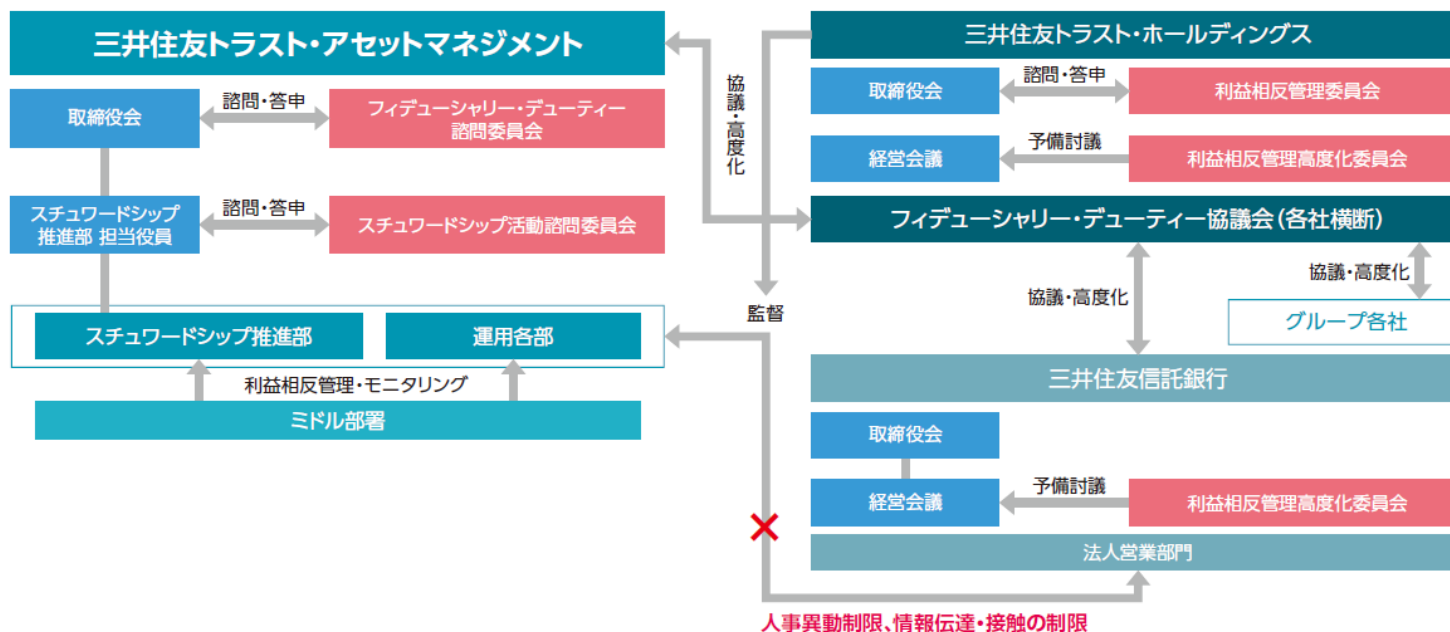 三井住友トラスト・アセットマネジメント
取締役会
諮問・答申
フィデューシャリー・デューティー
諮問委員会
スチュワードシップ
推進部 担当役員
諮問・答申
スチュワードシップ活動諮問委員会
スチュワードシップ推進部
運用各部
利益相反管理・モニタリング
ミドル部署
協議・高度化
監督
三井住友トラスト・ホールディングス
取締役会
諮問・答申
利益相反管理委員会
経営会議
予備討議
利益相反管理高度化委員会
フィデューシャリー・デューティー協議会(各社横断)
協議・高度化
協議・高度化
グループ各社
三井住友信託銀行
取締役会
経営会議
予備討議
利益相反管理高度化委員会
法人営業部門
人事異動制限、情報伝達・接触の制限